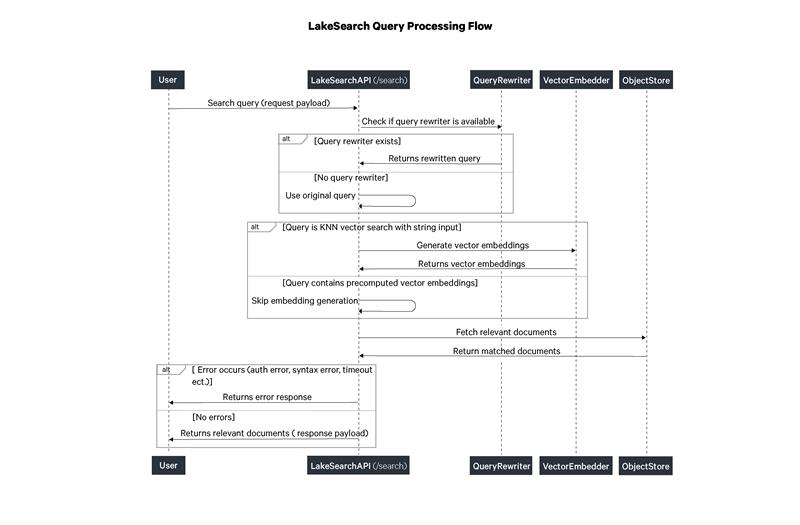 LakeSearch Query Processing Flow
User
LakeSearchAPI (/search)
QueryRewriter
VectorEmbedder
ObjectStore
Search query (request payload)
Check if query rewriter is available
alt
[Query rewriter exists]
Returns rewritten query
[No query rewriter]
Use original query
alt
[Query is KNN vector search with string input]
Generate vector embeddings
Returns vector embeddings
[Query contains precomputed vector embeddings]
Skip embedding generation
Fetch relevant documents
Return matched documents
alt
[ Error occurs (auth error, syntax error, timeout
ect.)]
Returns error response
[No errors]
Returns relevant documents ( response payload)
User
LakeSearchAPI (/search)
QueryRewriter
VectorEmbedder
ObjectStore